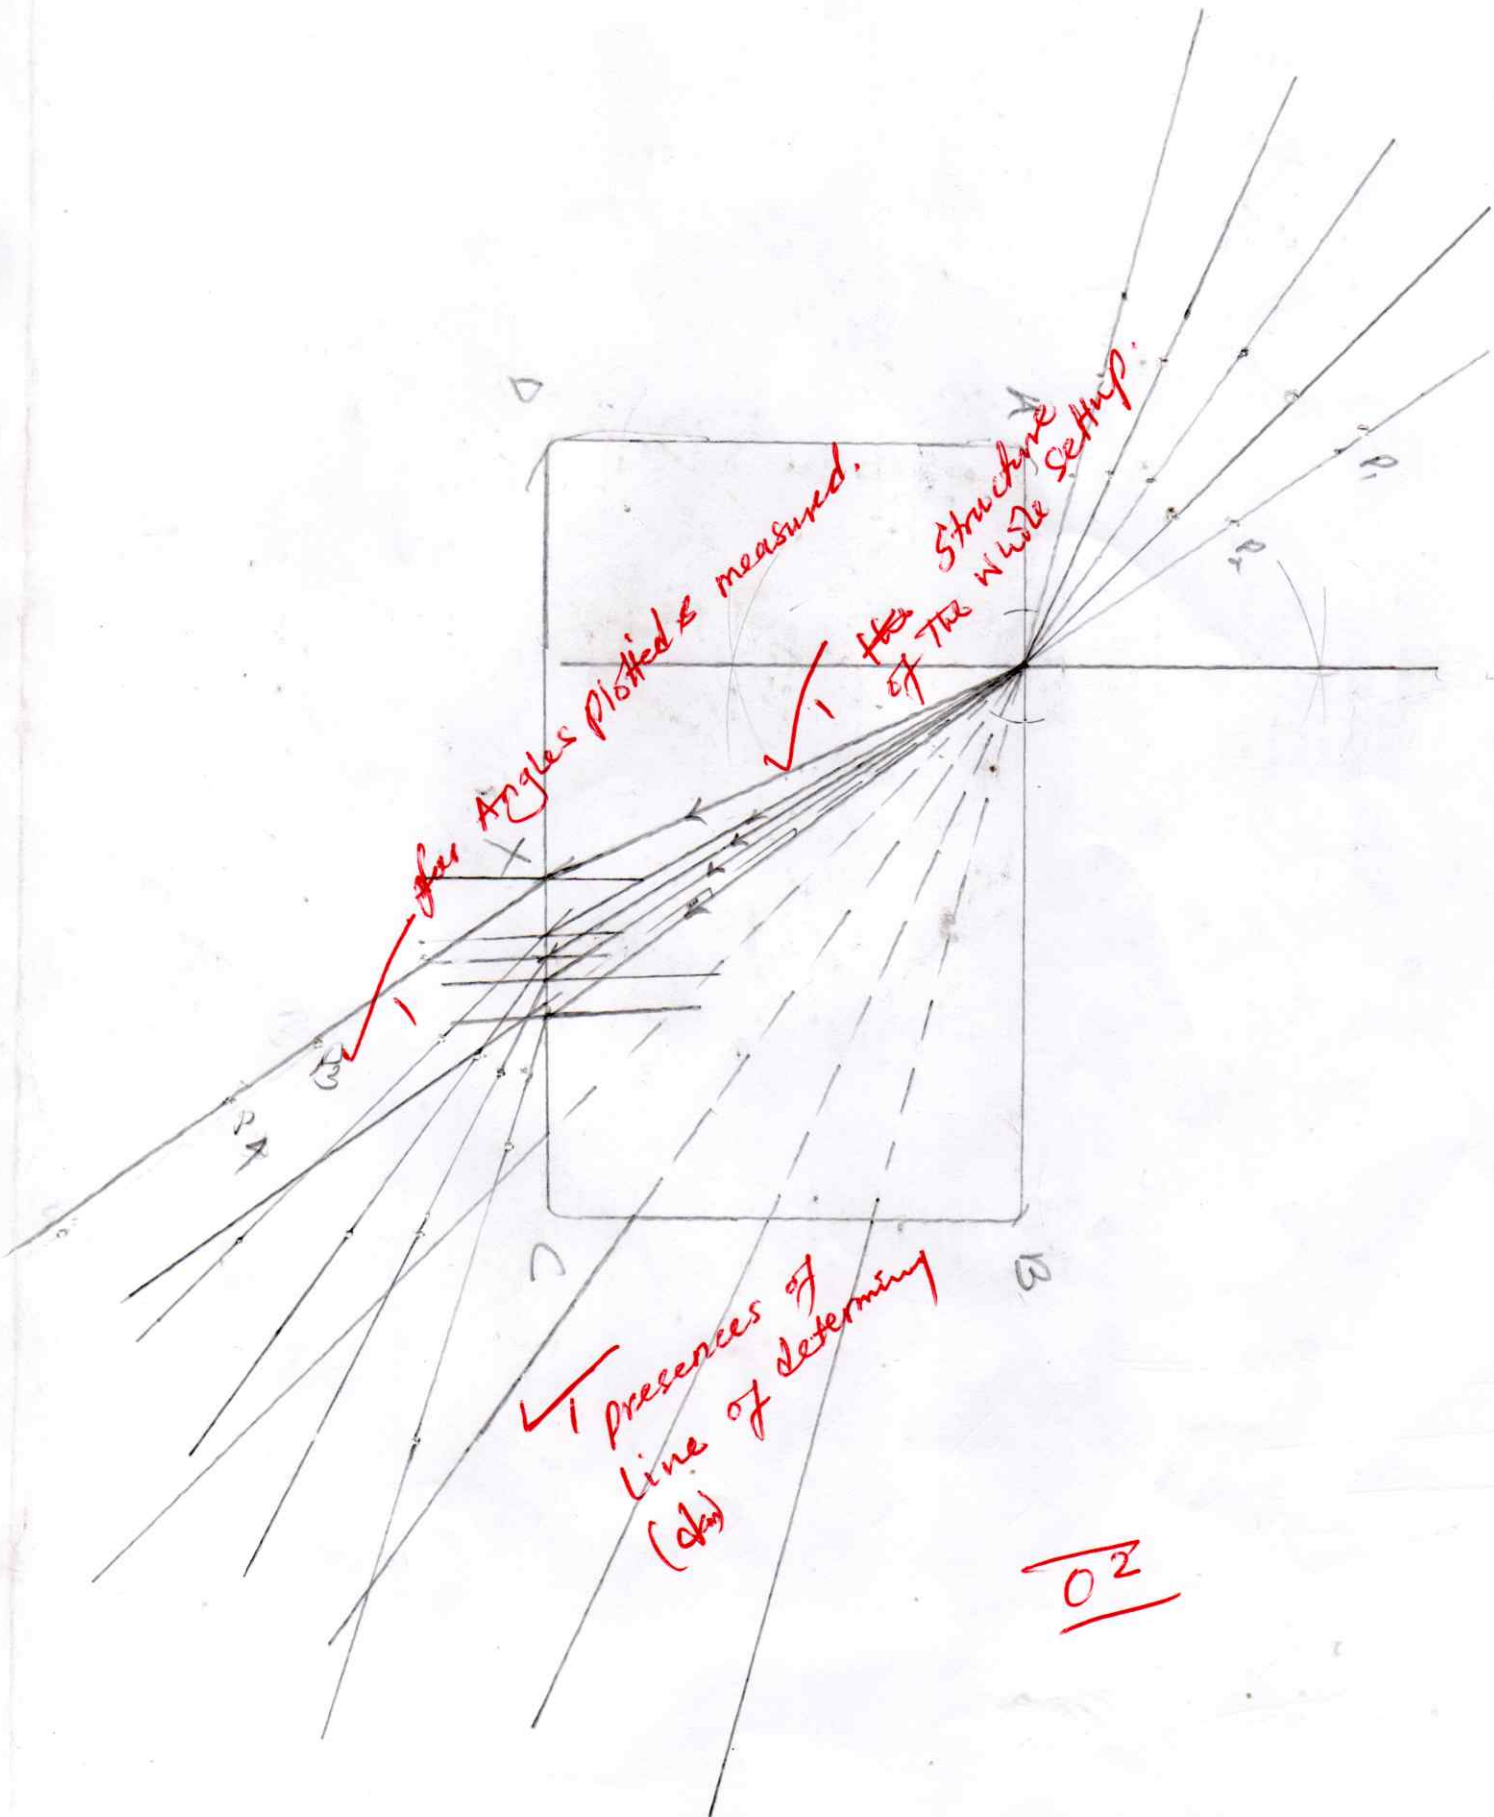 D
A
P₁
P₂
✓ 1 the Structure
of The whole settup.
✓ 1 for Angles plotted & measured.
X
P3
P4
C
B
✓ 1 presences of
Line of determing
02